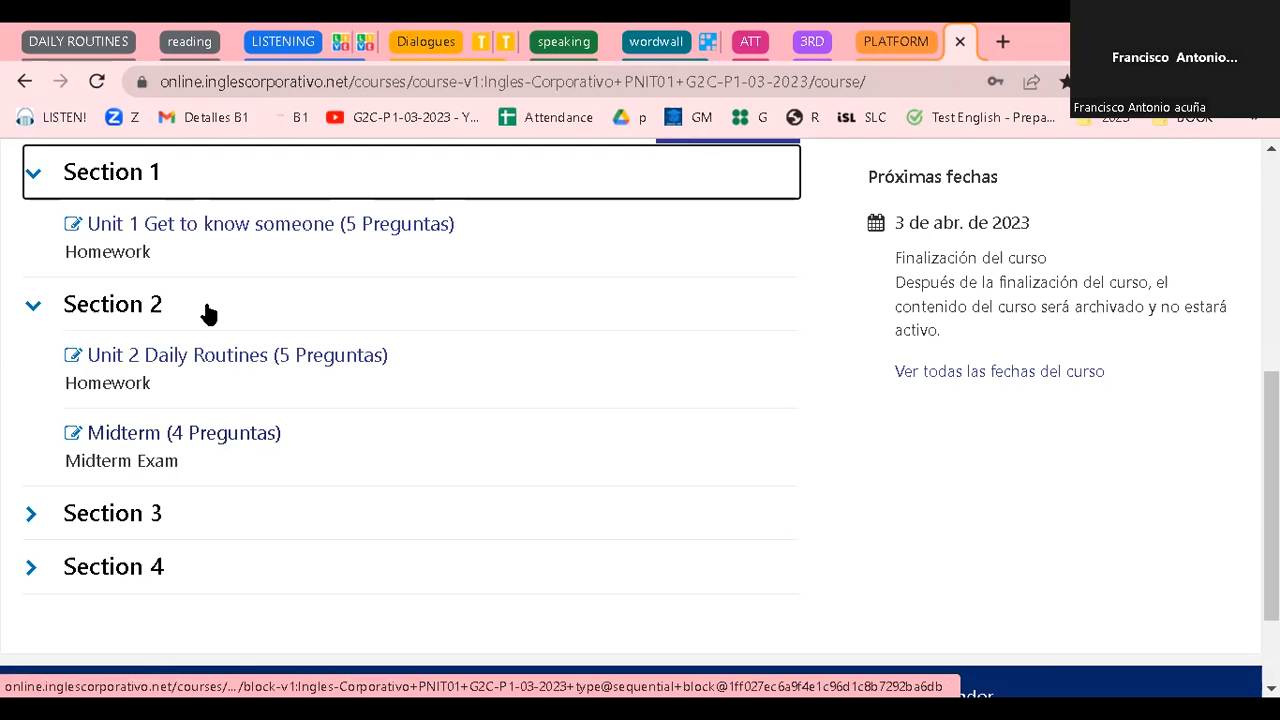 DAILY ROUTINES reading LISTENING Dialogues speaking wordwall ATT 3RD PLATFORM
Francisco Antonio...
online.inglescorporativo.net/courses/course-v1:Ingles-Corporativo+PNIT01+G2C-P1-03-2023/course/
Francisco Antonio acuña
LISTEN! Z Detalles B1 B1 G2C-P1-03-2023 - Y... Attendance p GM G R SLC Test English - Prepa... 2023 BOOK
Section 1
Próximas fechas
Unit 1 Get to know someone (5 Preguntas)
3 de abr. de 2023
Homework
Finalización del curso
Después de la finalización del curso, el
Section 2
contenido del curso será archivado y no estará
activo.
Unit 2 Daily Routines (5 Preguntas)
Ver todas las fechas del curso
Homework
Midterm (4 Preguntas)
Midterm Exam
Section 3
Section 4
online.inglescorporativo.net/courses/.../block-v1:Ingles-Corporativo+PNIT01+G2C-P1-03-2023+type@sequential+block@1ff027ec6a9f4e1c96d1c8b7292ba6db